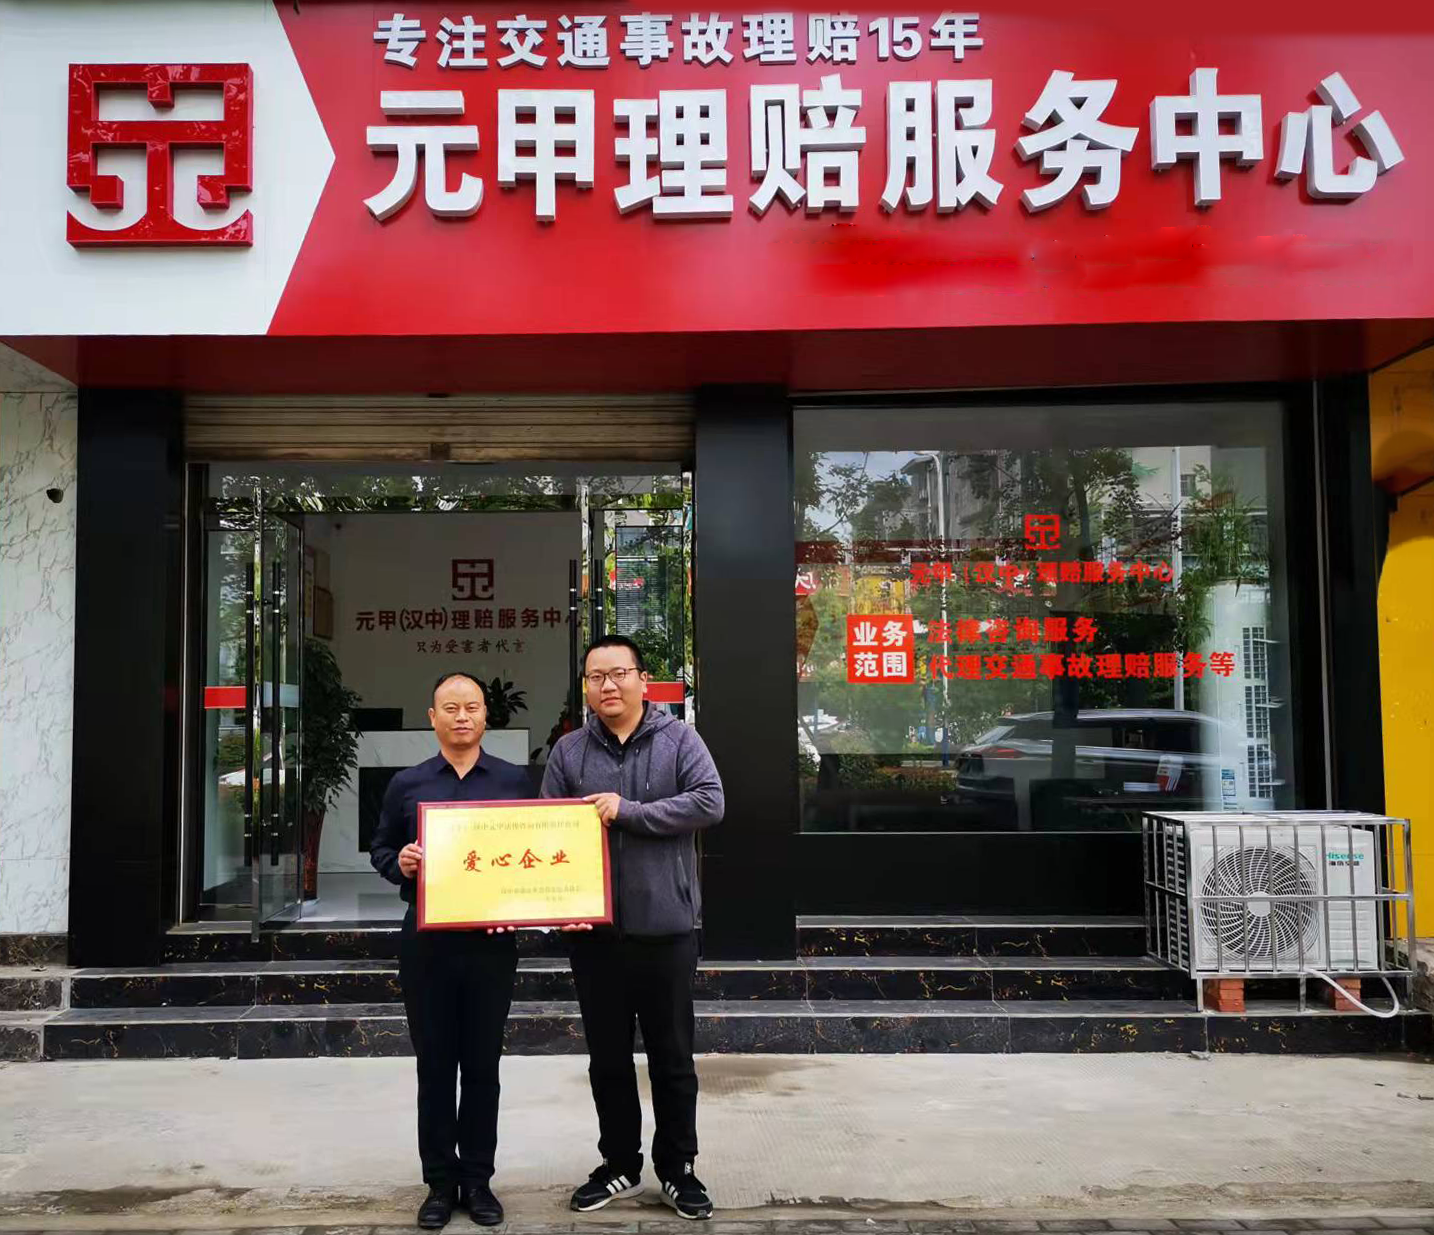 专注交通事故理赔15年
元甲理赔服务中心
元甲(汉中)理赔服务中心
只为受害者代言
元甲(汉中)理赔服务中心
业务范围
法律咨询服务
代理交通事故理赔服务等
爱心企业
Hisense